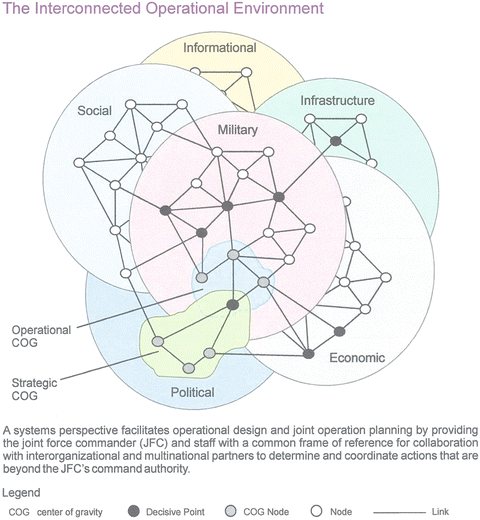 The Interconnected Operational Environment
Informational
Social
Infrastructure
Military
Operational
COG
Economic
Strategic
COG
Political
A systems perspective facilitates operational design and joint operation planning by providing
the joint force commander (JFC) and staff with a common frame of reference for collaboration
with interorganizational and multinational partners to determine and coordinate actions that are
beyond the JFC's command authority.
Legend
COG center of gravity Decisive Point COG Node Node Link